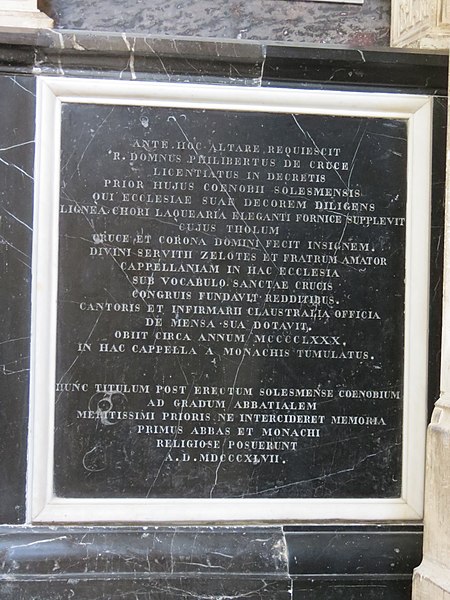 ANTE HOC ALTARE REQUIESCIT
R. DOMNUS PHILIBERTUS DE CRUCE
LICENTIATUS IN DECRETIS
PRIOR HUJUS COENOBII SOLESMENSIS
QUI ECCLESIAE SUAE DECOREM DILIGENS
LIGNEA CHORI LAQUEARIA ELEGANTI FORNICE SUPPLEVIT
CUJUS THOLUM
CRUCE ET CORONA DOMINI FECIT INSIGNEM.
DIVINI SERVITII ZELOTES ET FRATRUM AMATOR
CAPPELLANIAM IN HAC ECCLESIA
SUB VOCABULO SANCTAE CRUCIS
CONGRUIS FUNDAVIT REDDITIBUS.
CANTORIS ET INFIRMARII CLAUSTRALIA OFFICIA
DE MENSA SUA DOTAVIT.
OBIIT CIRCA ANNUM MCCCCLXXX.
IN HAC CAPPELLA A MONACHIS TUMULATUS.
HUNC TITULUM POST ERECTUM SOLESMENSE COENOBIUM
AD GRADUM ABBATIALEM
MERITISSIMI PRIORIS NE INTERCIDERET MEMORIA
PRIMUS ABBAS ET MONACHI
RELIGIOSE POSUERUNT
A.D. MDCCCXLVII.